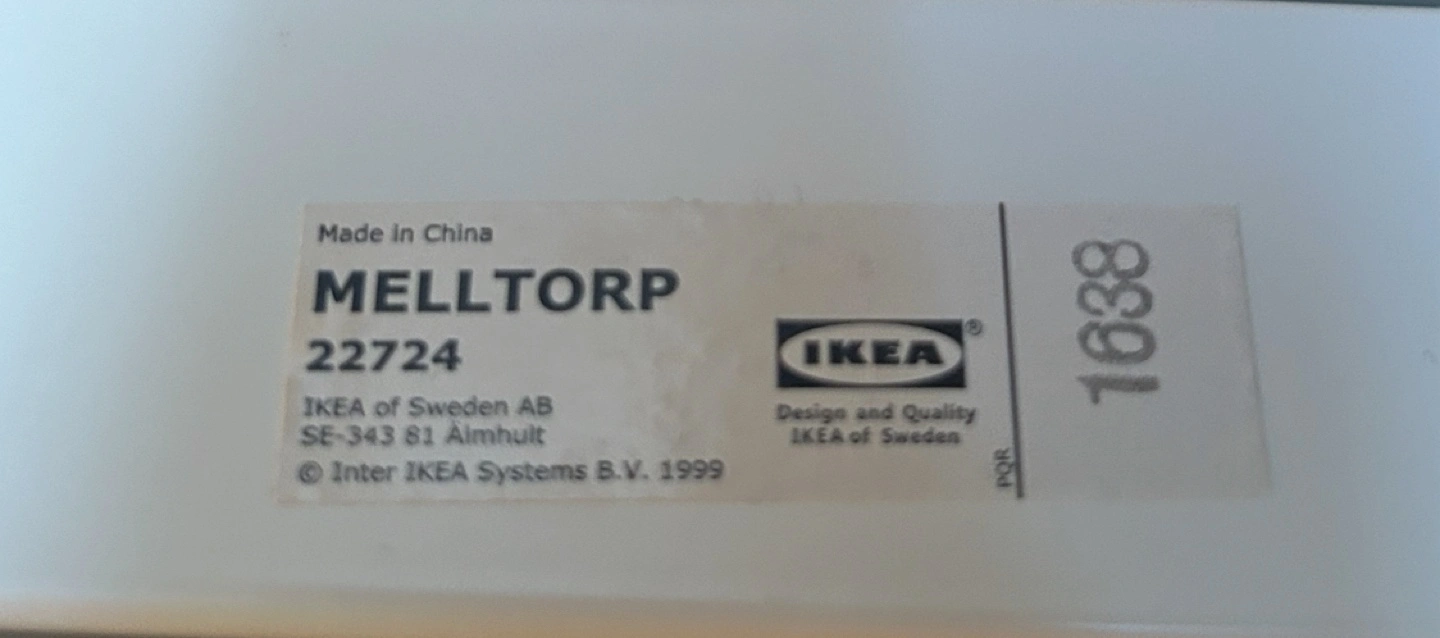 Made in China
MELLTORP
22724
IKEA of Sweden AB
SE-343 81 Älmhult
© Inter IKEA Systems B.V. 1999
IKEA®
Design and Quality
IKEA of Sweden
PQR
1638